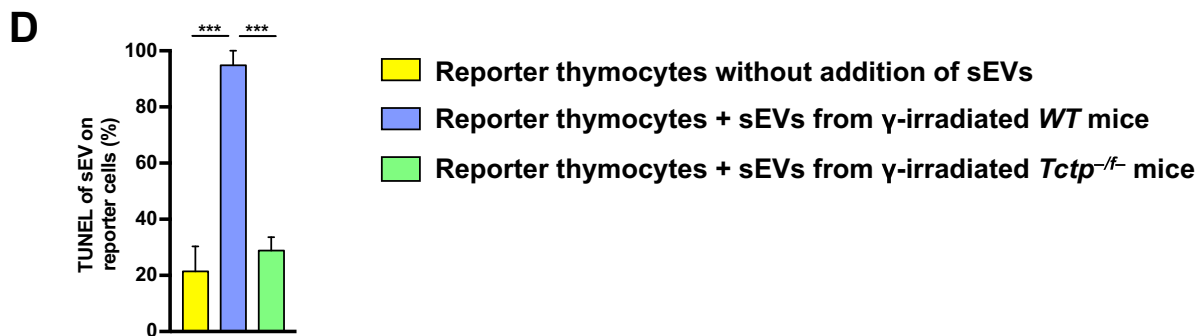 D
*** ***
100
80
60
40
20
0
TUNEL of sEV on
reporter cells (%)
Reporter thymocytes without addition of sEVs
Reporter thymocytes + sEVs from γ-irradiated WT mice
Reporter thymocytes + sEVs from γ-irradiated Tctp⁻/ᶠ⁻ mice